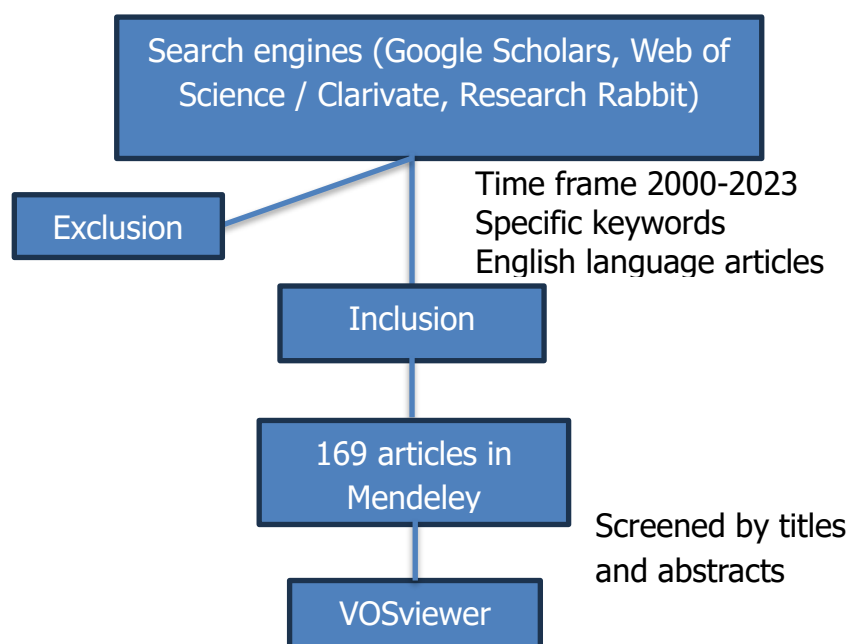 Search engines (Google Scholars, Web of
Science / Clarivate, Research Rabbit)
Time frame 2000-2023
Specific keywords
English language articles
Exclusion
Inclusion
169 articles in
Mendeley
Screened by titles
and abstracts
VOSviewer